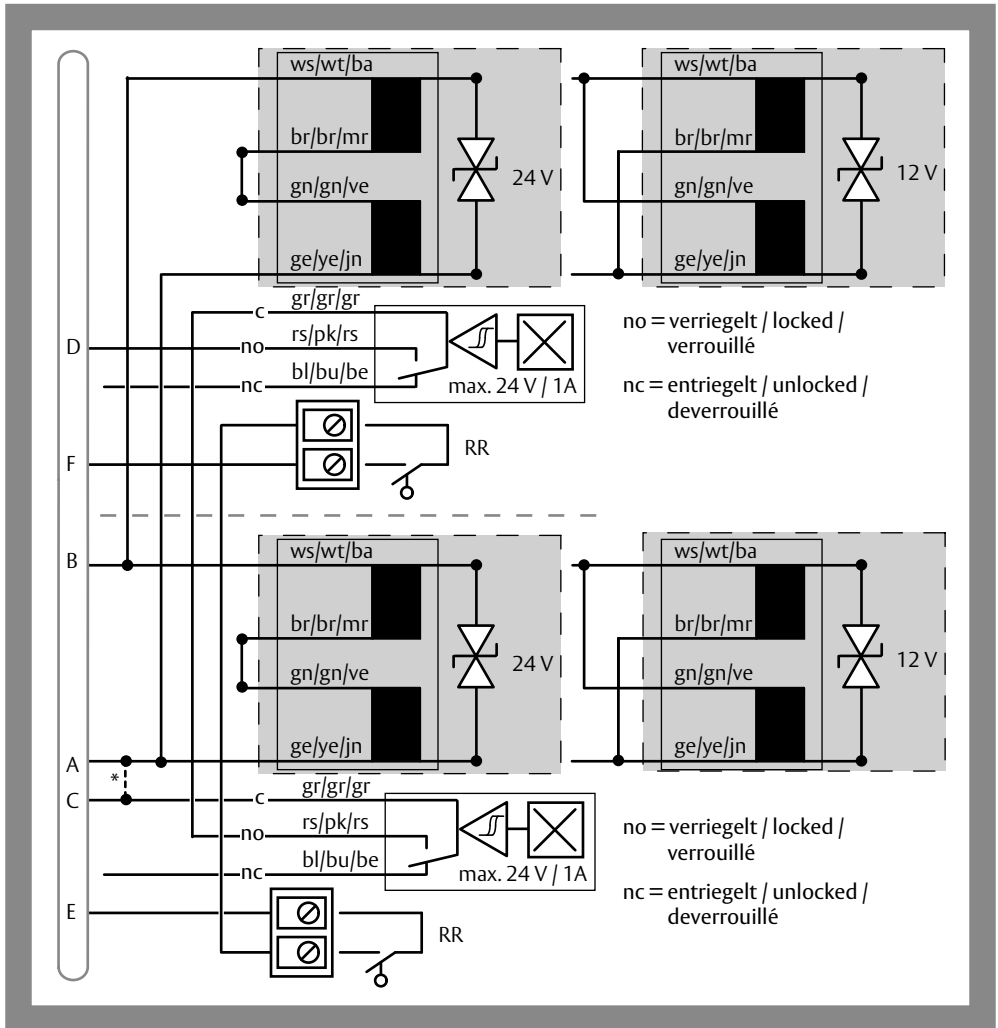 ws/wt/ba
br/br/mr
gn/gn/ve
ge/ye/jn
24 V
ws/wt/ba
br/br/mr
gn/gn/ve
ge/ye/jn
12 V
c
gr/gr/gr
D
no
rs/pk/rs
nc
bl/bu/be
max. 24 V / 1A
no = verriegelt / locked /
verrouillé
nc = entriegelt / unlocked /
deverrouillé
F
RR
B
ws/wt/ba
br/br/mr
gn/gn/ve
ge/ye/jn
24 V
ws/wt/ba
br/br/mr
gn/gn/ve
ge/ye/jn
12 V
A
*
C
c
gr/gr/gr
no
rs/pk/rs
nc
bl/bu/be
max. 24 V / 1A
no = verriegelt / locked /
verrouillé
nc = entriegelt / unlocked /
deverrouillé
E
RR